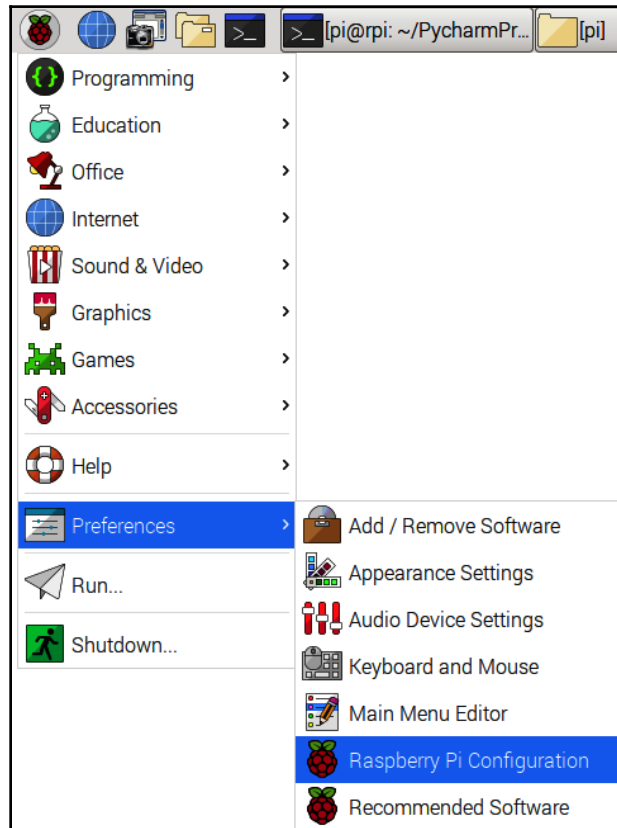 [pi@rpi: ~/PycharmPr... [pi]
Programming
Education
Office
Internet
Sound & Video
Graphics
Games
Accessories
Help
Preferences
Run...
Shutdown...
Add / Remove Software
Appearance Settings
Audio Device Settings
Keyboard and Mouse
Main Menu Editor
Raspberry Pi Configuration
Recommended Software